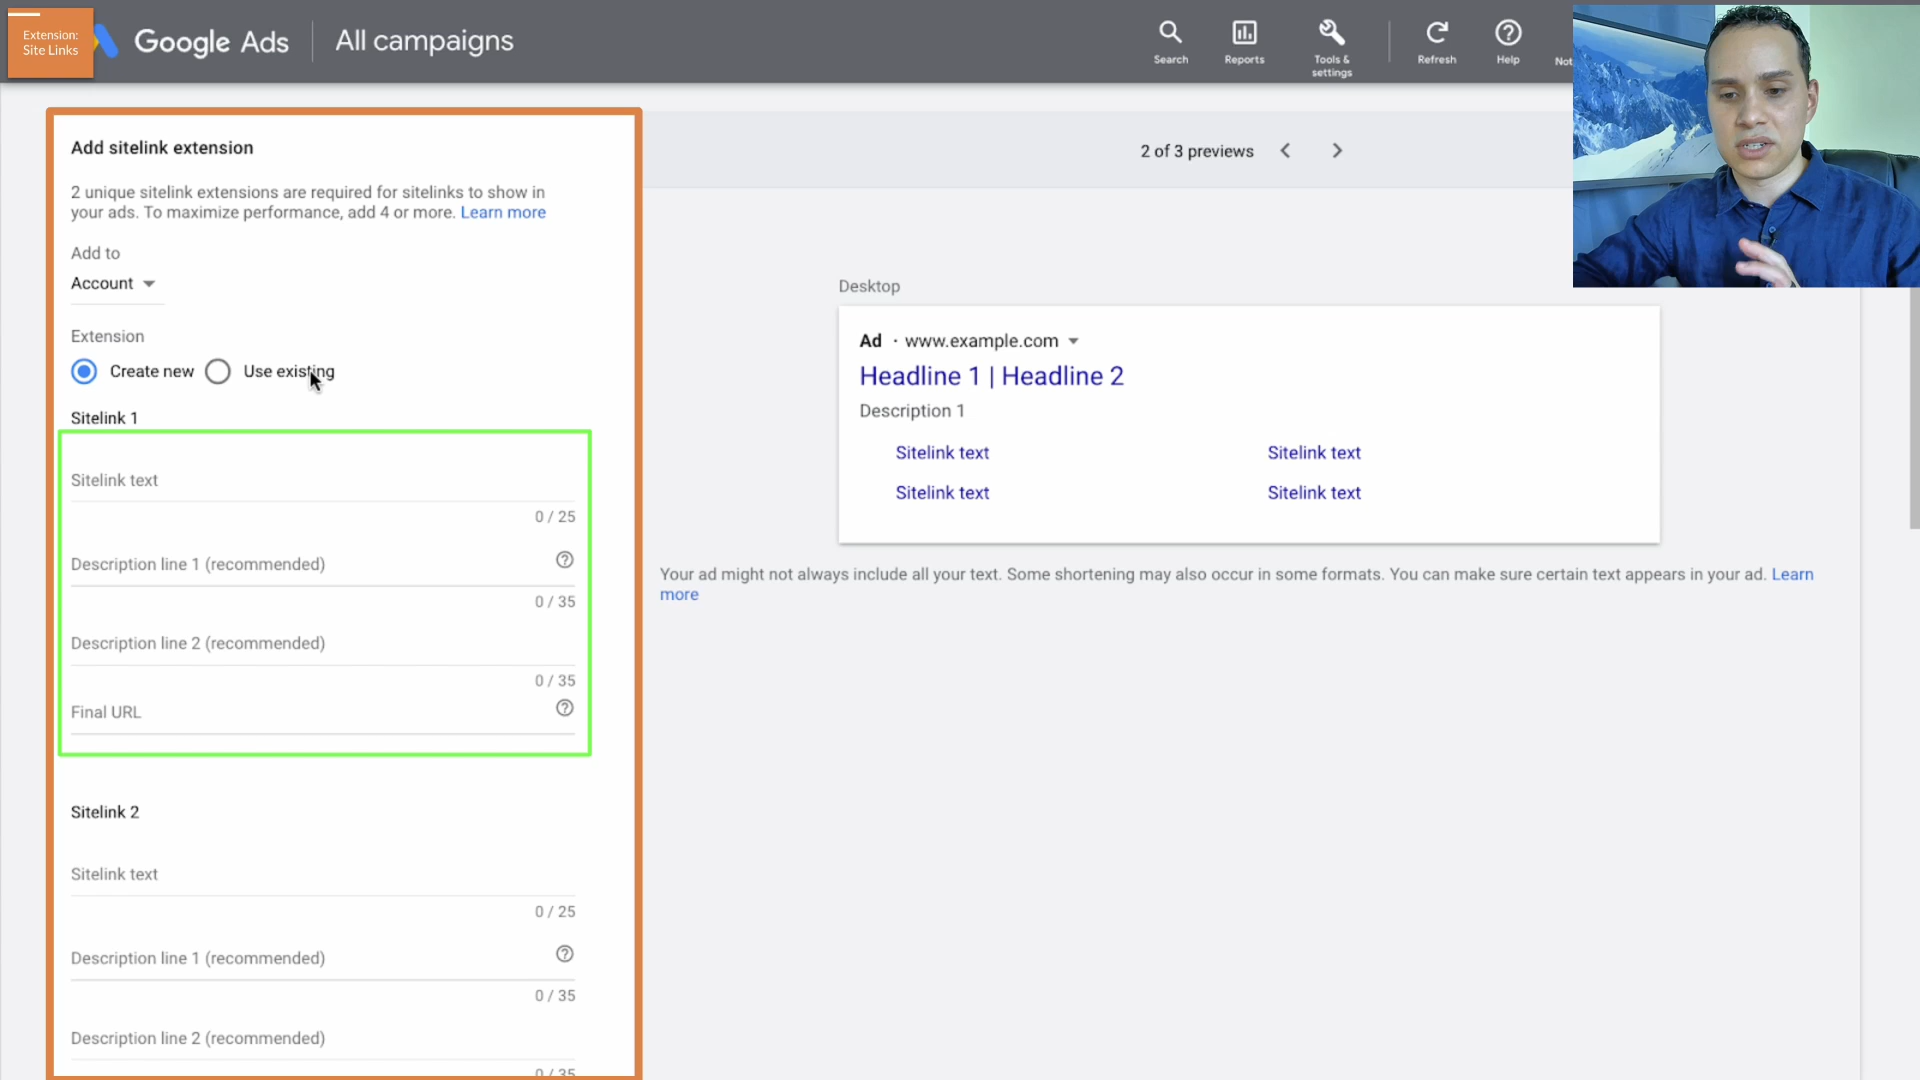 Extension:
Site Links
Google Ads
All campaigns
Search
Reports
Tools &
settings
Refresh
Help
Not
Add sitelink extension
2 unique sitelink extensions are required for sitelinks to show in
your ads. To maximize performance, add 4 or more. Learn more
Add to
Account
Extension
Create new
Use existing
Sitelink 1
Sitelink text
0 / 25
Description line 1 (recommended)
0 / 35
Description line 2 (recommended)
0 / 35
Final URL
Sitelink 2
Sitelink text
0 / 25
Description line 1 (recommended)
0 / 35
Description line 2 (recommended)
0 / 35
2 of 3 previews
Desktop
Ad · www.example.com
Headline 1 | Headline 2
Description 1
Sitelink text
Sitelink text
Sitelink text
Sitelink text
Your ad might not always include all your text. Some shortening may also occur in some formats. You can make sure certain text appears in your ad. Learn
more